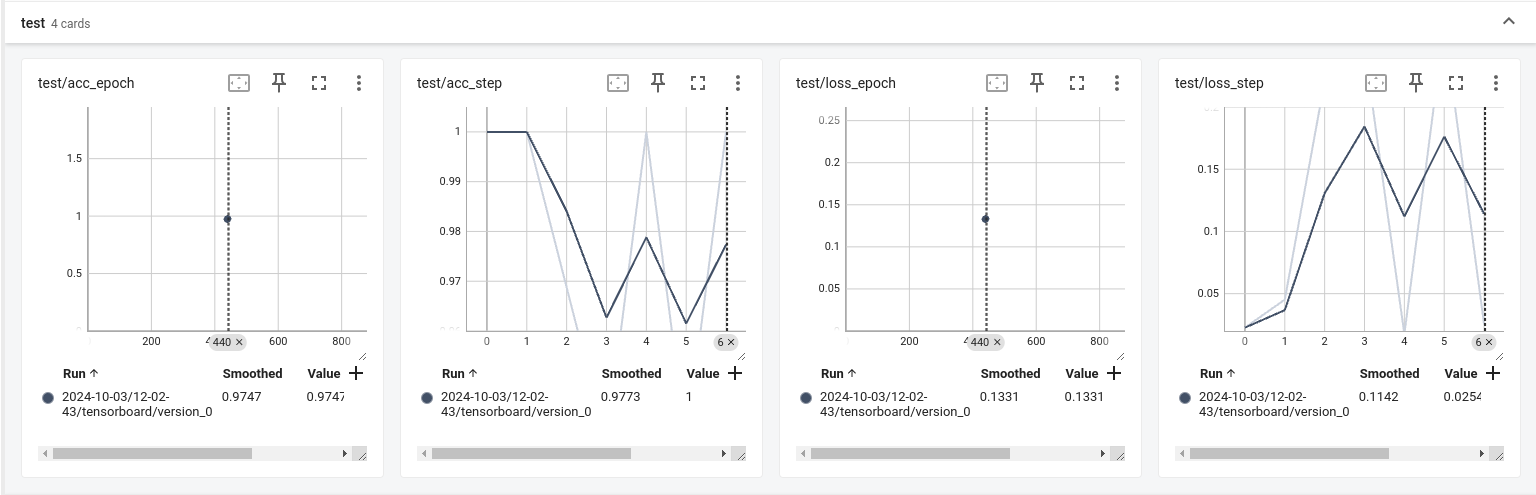 test 4 cards
test/acc_epoch
1.5
1
0.5
0
200
440
600
800
Run Smoothed Value
2024-10-03/12-02- 0.9747 0.9747
43/tensorboard/version_0
test/acc_step
1
0.99
0.98
0.97
0.96
0 1 2 3 4 5 6
Run Smoothed Value
2024-10-03/12-02- 0.9773 1
43/tensorboard/version_0
test/loss_epoch
0.25
0.2
0.15
0.1
0.05
0
200
440
600
800
Run Smoothed Value
2024-10-03/12-02- 0.1331 0.1331
43/tensorboard/version_0
test/loss_step
0.2
0.15
0.1
0.05
0 1 2 3 4 5 6
Run Smoothed Value
2024-10-03/12-02- 0.1142 0.0254
43/tensorboard/version_0